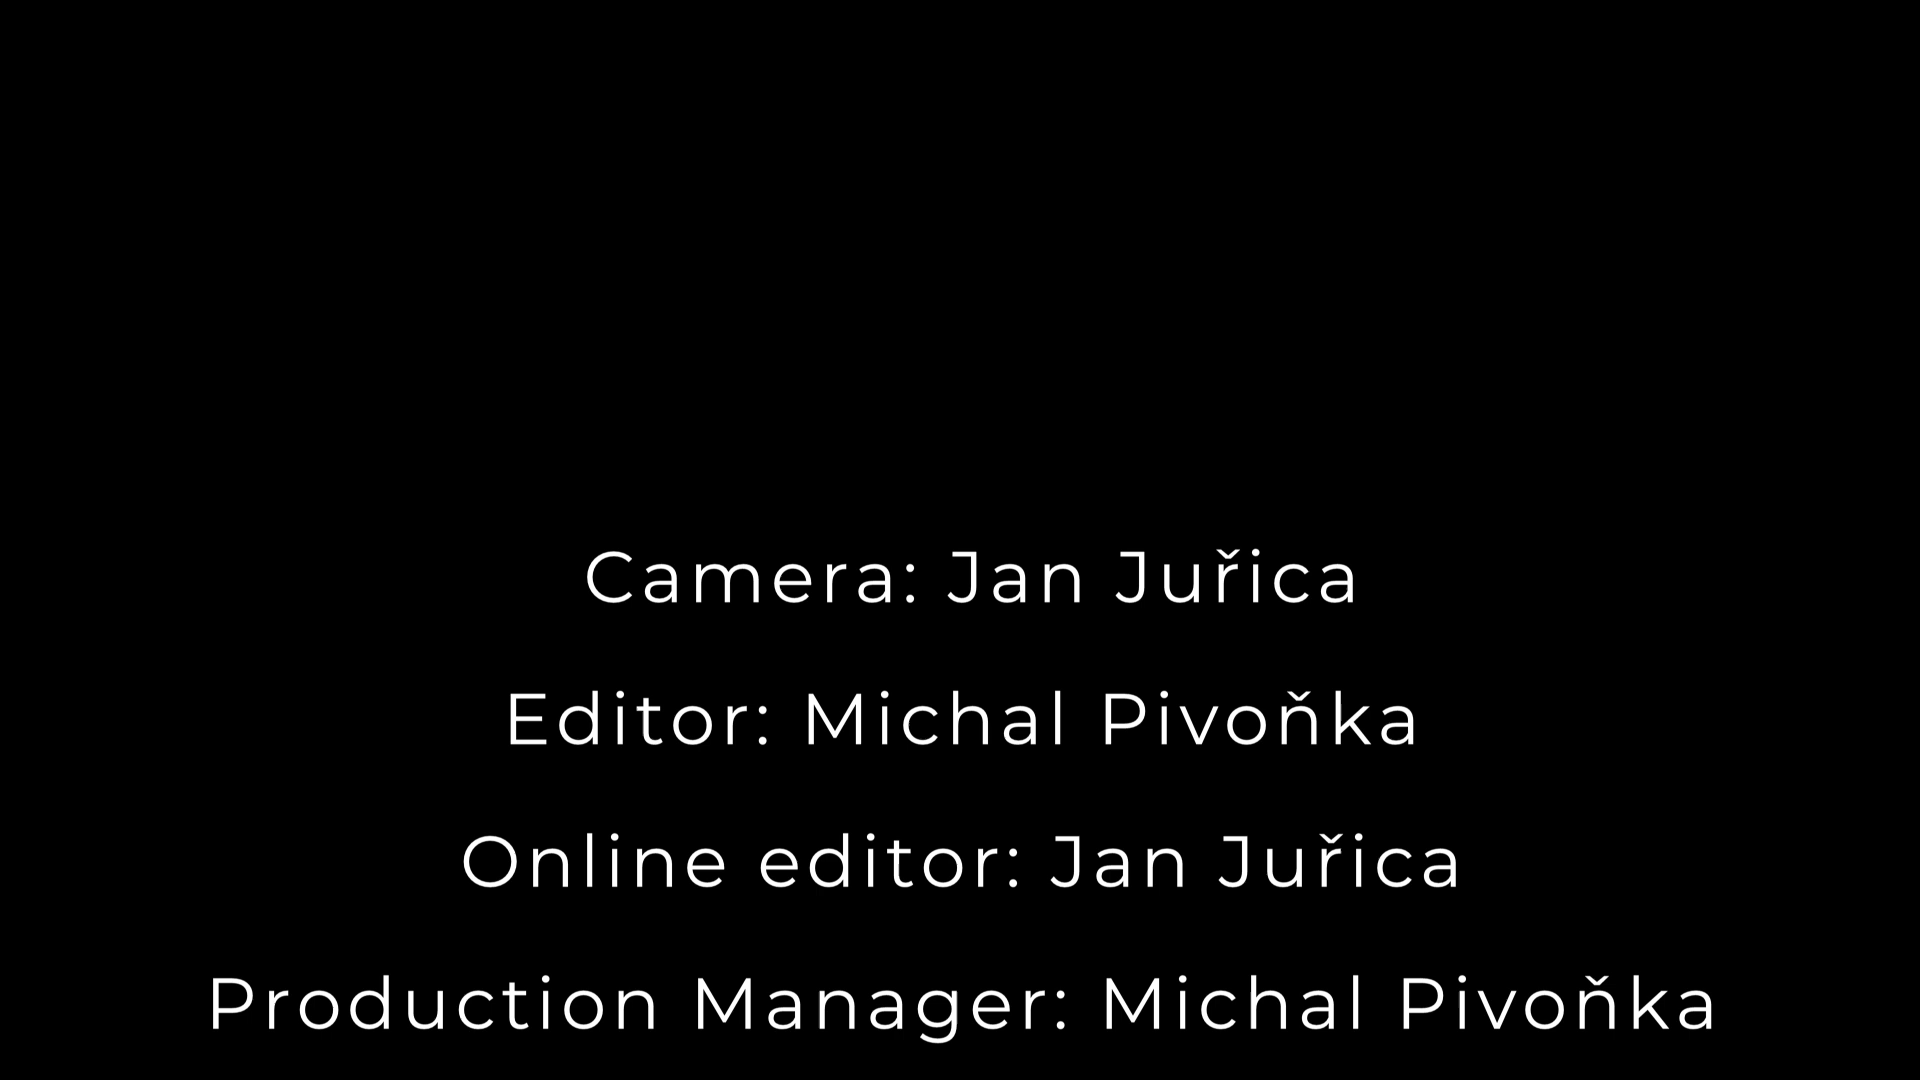 Camera: Jan Juřica
Editor: Michal Pivoňka
Online editor: Jan Juřica
Production Manager: Michal Pivoňka